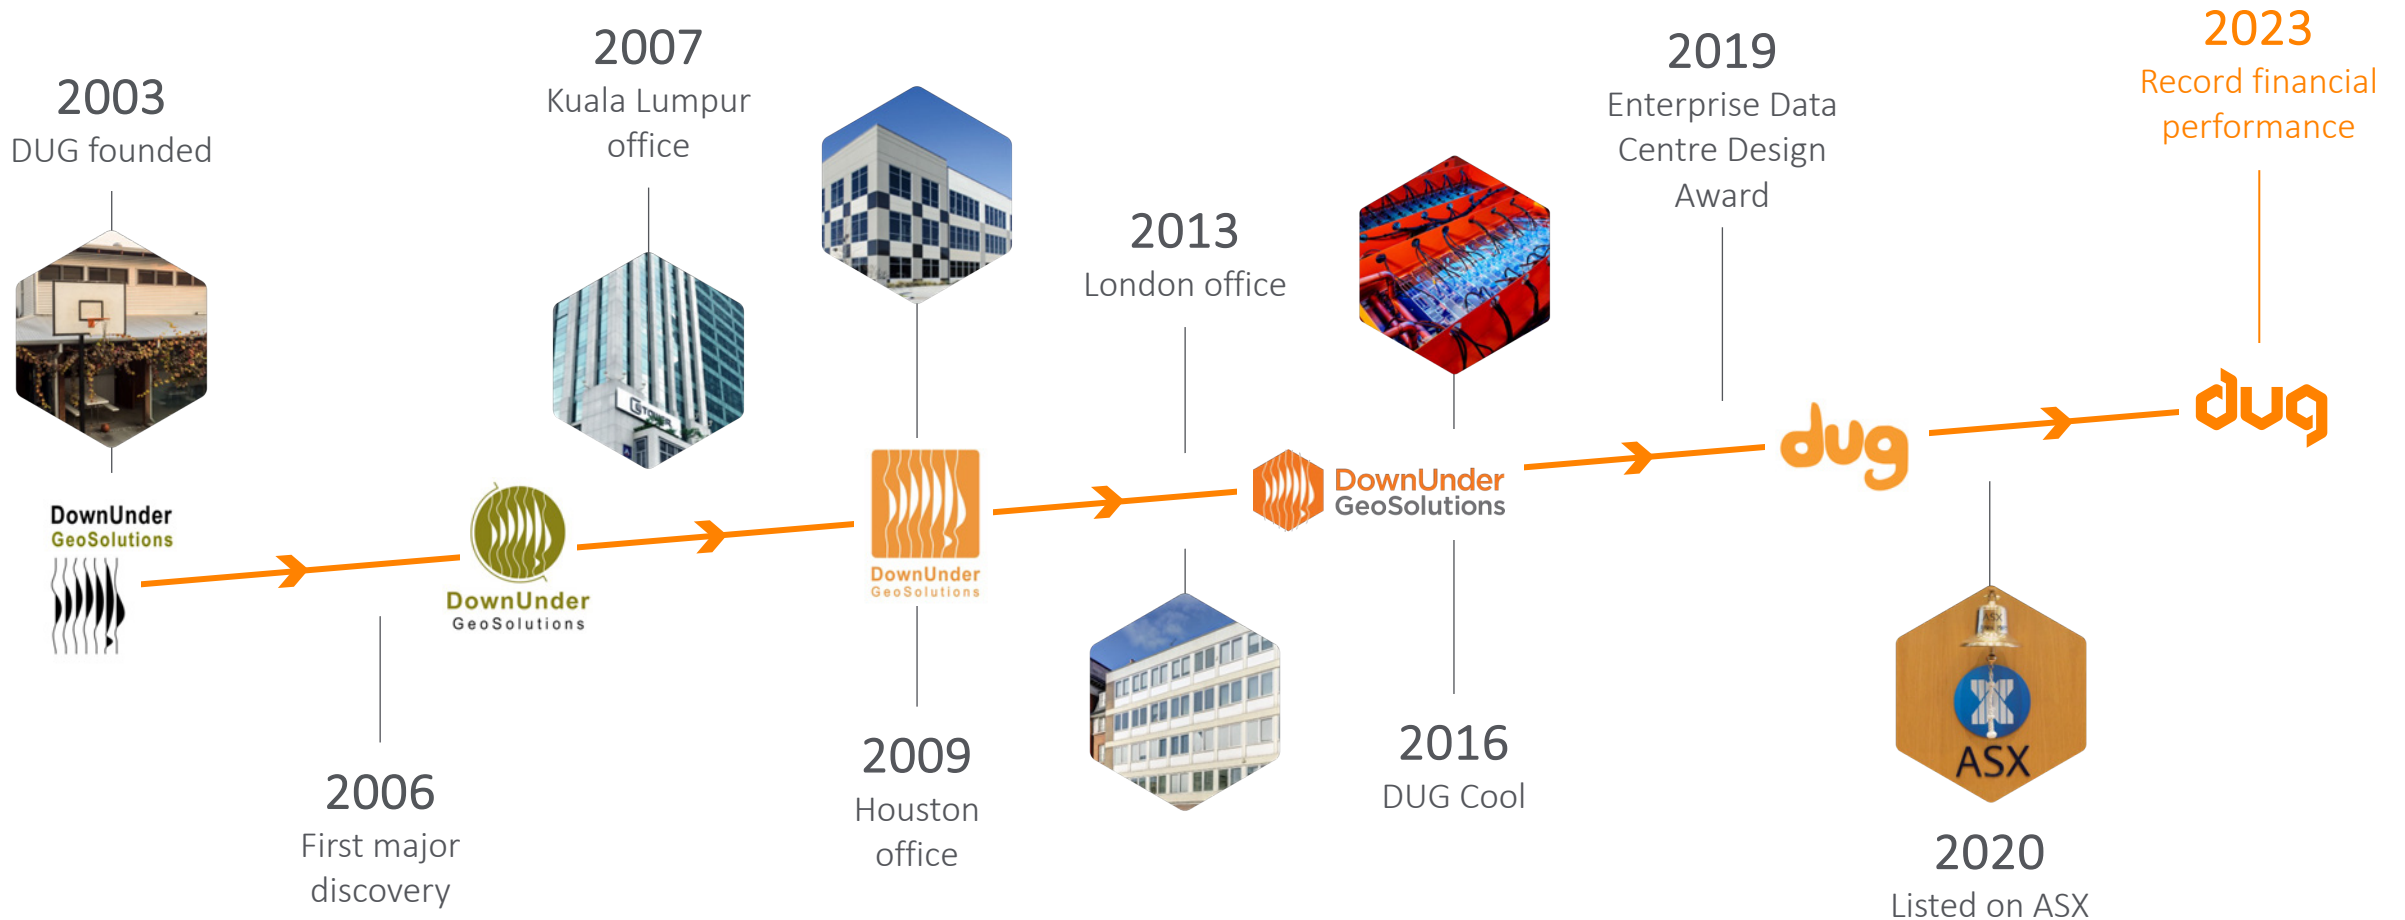 2003
DUG founded
DownUnder
GeoSolutions
2006
First major
discovery
DownUnder
GeoSolutions
2007
Kuala Lumpur
office
DownUnder
GeoSolutions
2009
Houston
office
2013
London office
DownUnder
GeoSolutions
2016
DUG Cool
2019
Enterprise Data
Centre Design
Award
dug
ASX
ASX
2020
Listed on ASX
2023
Record financial
performance
dug